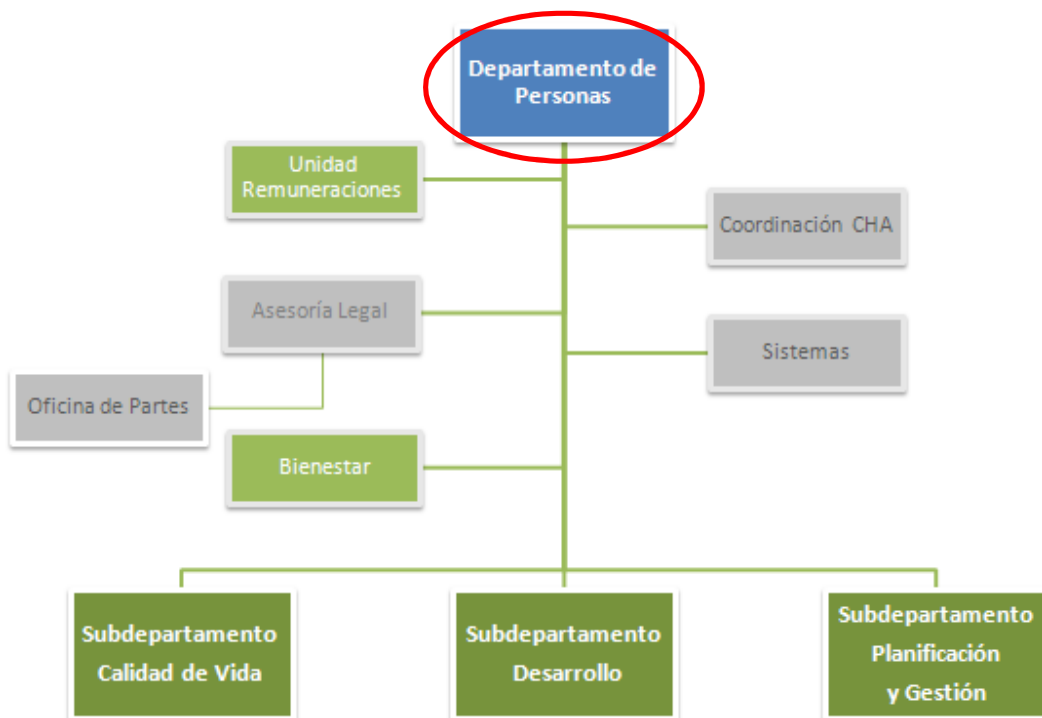 Departamento de
Personas
Unidad
Remuneraciones
Coordinación CHA
Asesoría Legal
Sistemas
Oficina de Partes
Bienestar
Subdepartamento
Calidad de Vida
Subdepartamento
Desarrollo
Subdepartamento
Planificación
y Gestión